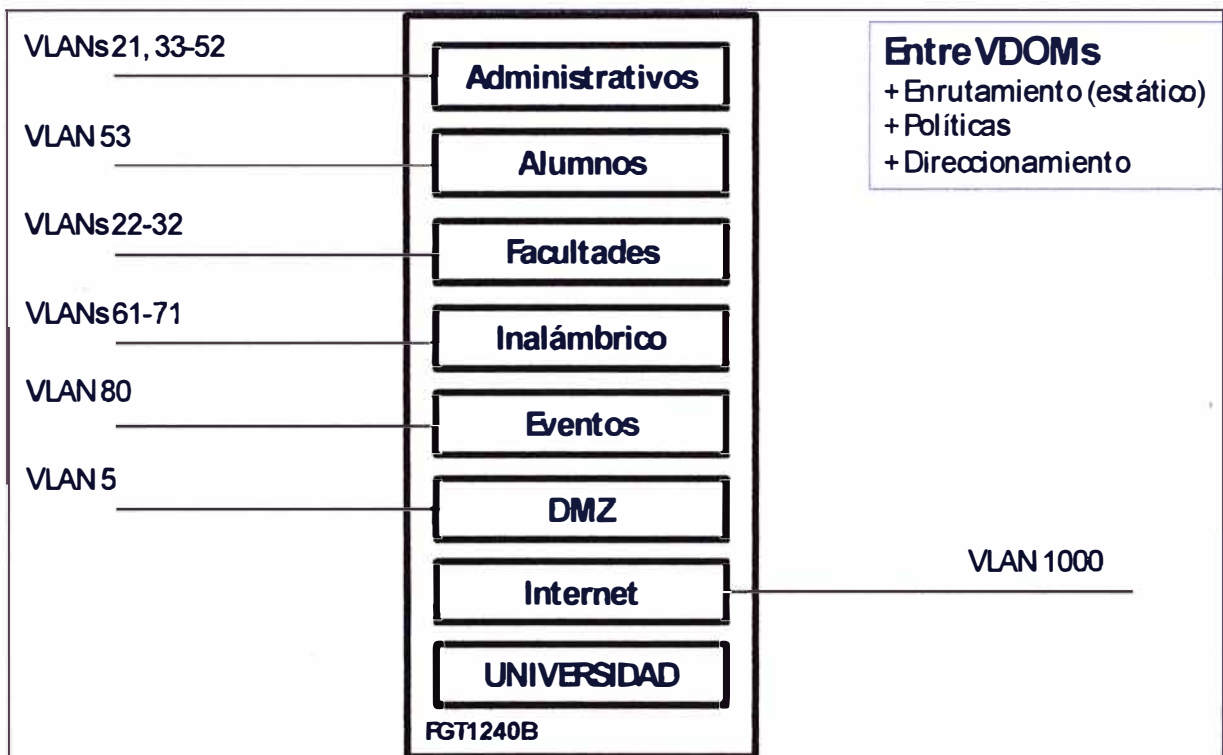 VLANs 21, 33-52
Administrativos
Entre VDOMs
+ Enrutamiento (estático)
+ Políticas
+ Direccionamiento
VLAN 53
Alumnos
VLANs 22-32
Facultades
VLANs 61-71
Inalámbrico
VLAN 80
Eventos
VLAN 5
DMZ
VLAN 1000
Internet
UNIVERSIDAD
FGT1240B